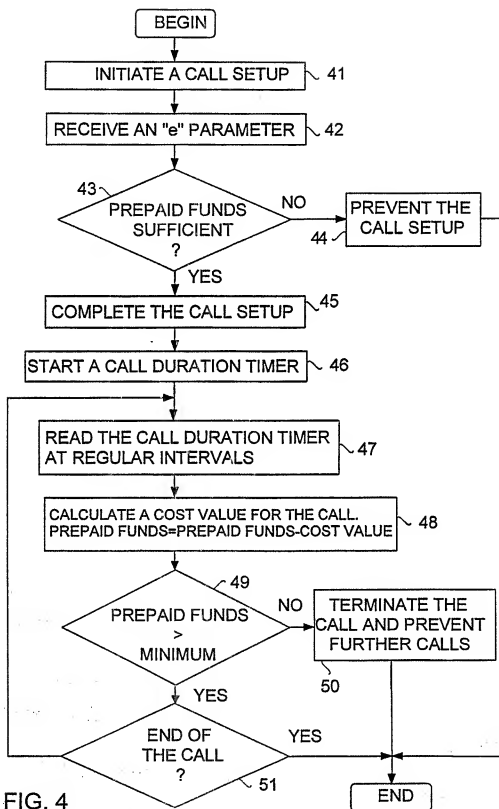 BEGIN
INITIATE A CALL SETUP
41
RECEIVE AN "e" PARAMETER
42
43
PREPAID FUNDS
SUFFICIENT
?
NO
PREVENT THE
CALL SETUP
44
YES
COMPLETE THE CALL SETUP
45
START A CALL DURATION TIMER
46
READ THE CALL DURATION TIMER
AT REGULAR INTERVALS
47
CALCULATE A COST VALUE FOR THE CALL.
PREPAID FUNDS=PREPAID FUNDS-COST VALUE
48
49
PREPAID FUNDS
>
MINIMUM
NO
TERMINATE THE
CALL AND PREVENT
FURTHER CALLS
50
YES
END OF
THE CALL
?
YES
51
END
FIG. 4